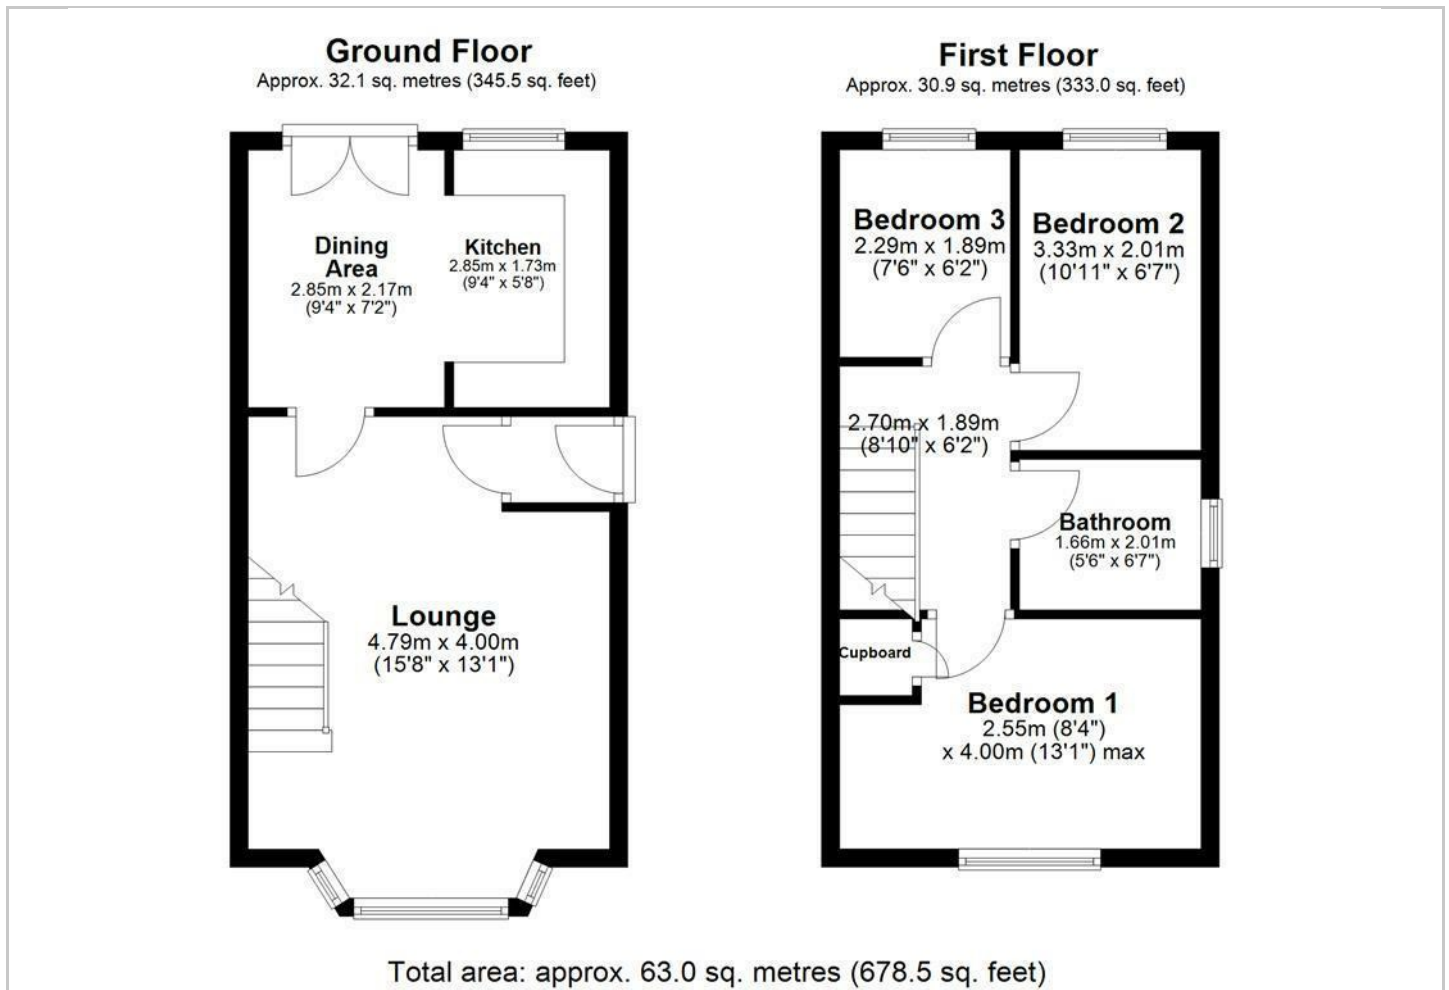 Ground Floor
Approx. 32.1 sq. metres (345.5 sq. feet)
Dining
Area
2.85m x 2.17m
(9'4" x 7'2")
Kitchen
2.85m x 1.73m
(9'4" x 5'8")
Lounge
4.79m x 4.00m
(15'8" x 13'1")
First Floor
Approx. 30.9 sq. metres (333.0 sq. feet)
Bedroom 3
2.29m x 1.89m
(7'6" x 6'2")
Bedroom 2
3.33m x 2.01m
(10'11" x 6'7")
2.70m x 1.89m
(8'10" x 6'2")
Bathroom
1.66m x 2.01m
(5'6" x 6'7")
Cupboard
Bedroom 1
2.55m (8'4")
x 4.00m (13'1") max
Total area: approx. 63.0 sq. metres (678.5 sq. feet)